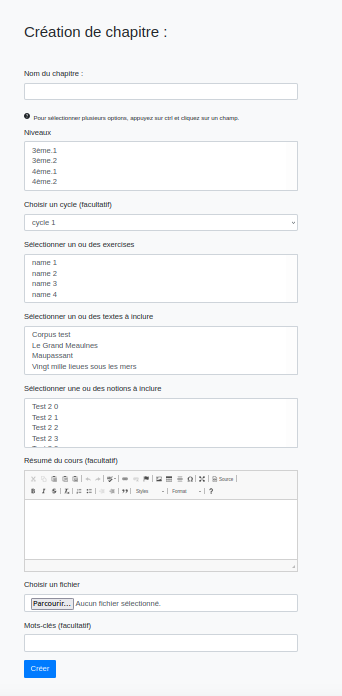 Création de chapitre :
Nom du chapitre :
Pour sélectionner plusieurs options, appuyez sur ctrl et cliquez sur un champ.
Niveaux
3ème.1
3ème.2
4ème.1
4ème.2
Choisir un cycle (facultatif)
cycle 1
Sélectionner un ou des exercices
name 1
name 2
name 3
name 4
Sélectionner un ou des textes à inclure
Corpus test
Le Grand Meaulnes
Maupassant
Vingt mille lieues sous les mers
Sélectionner une ou des notions à inclure
Test 2 0
Test 2 1
Test 2 2
Test 2 3
Résumé du cours (facultatif)
Source
B I S Styles Format ?
Choisir un fichier
Parcourir... Aucun fichier sélectionné.
Mots-clés (facultatif)
Créer